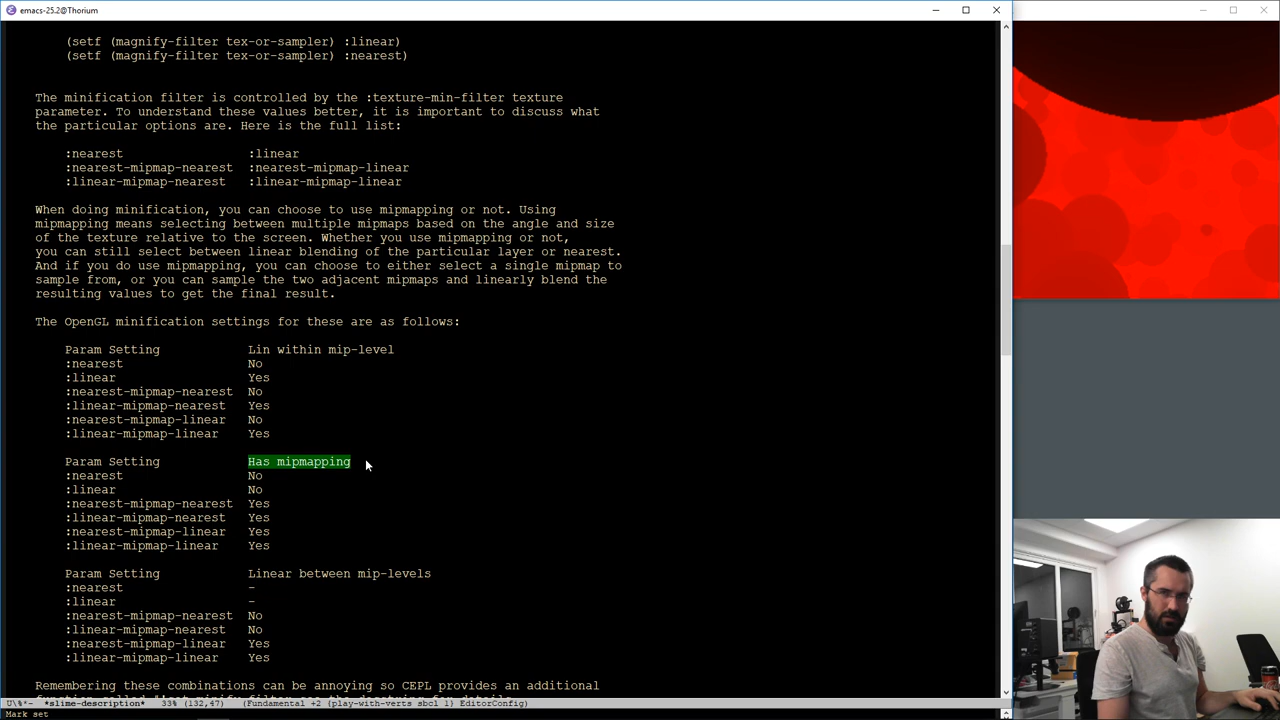 emacs-25.2@Thorium
(setf (magnify-filter tex-or-sampler) :linear)
(setf (magnify-filter tex-or-sampler) :nearest)
The minification filter is controlled by the :texture-min-filter texture
parameter. To understand these values better, it is important to discuss what
the particular options are. Here is the full list:
:nearest :linear
:nearest-mipmap-nearest :nearest-mipmap-linear
:linear-mipmap-nearest :linear-mipmap-linear
When doing minification, you can choose to use mipmapping or not. Using
mipmapping means selecting between multiple mipmaps based on the angle and size
of the texture relative to the screen. Whether you use mipmapping or not,
you can still select between linear blending of the particular layer or nearest.
And if you do use mipmapping, you can choose to either select a single mipmap to
sample from, or you can sample the two adjacent mipmaps and linearly blend the
resulting values to get the final result.
The OpenGL minification settings for these are as follows:
Param Setting Lin within mip-level
:nearest No
:linear Yes
:nearest-mipmap-nearest No
:linear-mipmap-nearest Yes
:nearest-mipmap-linear No
:linear-mipmap-linear Yes
Param Setting Has mipmapping
:nearest No
:linear No
:nearest-mipmap-nearest Yes
:linear-mipmap-nearest Yes
:nearest-mipmap-linear Yes
:linear-mipmap-linear Yes
Param Setting Linear between mip-levels
:nearest -
:linear -
:nearest-mipmap-nearest No
:linear-mipmap-nearest No
:nearest-mipmap-linear Yes
:linear-mipmap-linear Yes
Remembering these combinations can be annoying so CEPL provides an additional
U\%*- *slime-description* 33% (132,47) (Fundamental +2 (play-with-verts sbcl 1) EditorConfig)
Mark set